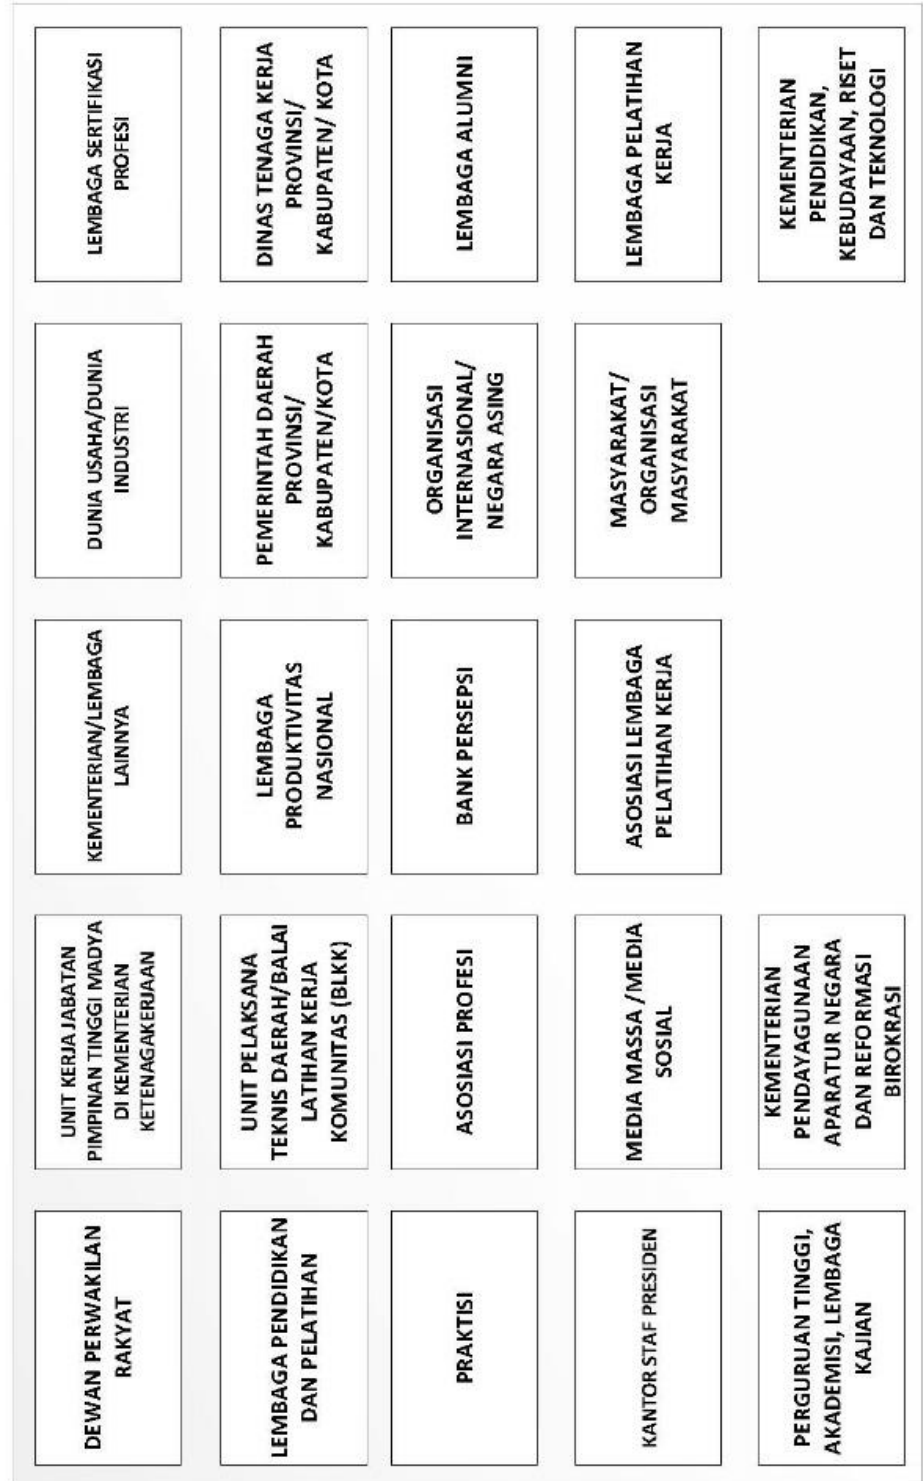 DEWAN PERWAKILAN
RAKYAT
UNIT KERJA JABATAN
PIMPINAN TINGGI MADYA
DI KEMENTERIAN
KETENAGAKERJAAN
KEMENTERIAN/LEMBAGA
LAINNYA
DUNIA USAHA/DUNIA
INDUSTRI
LEMBAGA SERTIFIKASI
PROFESI
LEMBAGA PENDIDIKAN
DAN PELATIHAN
UNIT PELAKSANA
TEKNIS DAERAH/BALAI
LATIHAN KERJA
KOMUNITAS (BLKK)
LEMBAGA
PRODUKTIVITAS
NASIONAL
PEMERINTAH DAERAH
PROVINSI/
KABUPATEN/KOTA
DINAS TENAGA KERJA
PROVINSI/
KABUPATEN/ KOTA
PRAKTISI
ASOSIASI PROFESI
BANK PERSEPSI
ORGANISASI
INTERNASIONAL/
NEGARA ASING
LEMBAGA ALUMNI
KANTOR STAF PRESIDEN
MEDIA MASSA /MEDIA
SOSIAL
ASOSIASI LEMBAGA
PELATIHAN KERJA
MASYARAKAT/
ORGANISASI
MASYARAKAT
LEMBAGA PELATIHAN
KERJA
PERGURUAN TINGGI,
AKADEMISI, LEMBAGA
KAJIAN
KEMENTERIAN
PENDAYAGUNAAN
APARATUR NEGARA
DAN REFORMASI
BIROKRASI
KEMENTERIAN
PENDIDIKAN,
KEBUDAYAAN, RISET
DAN TEKNOLOGI